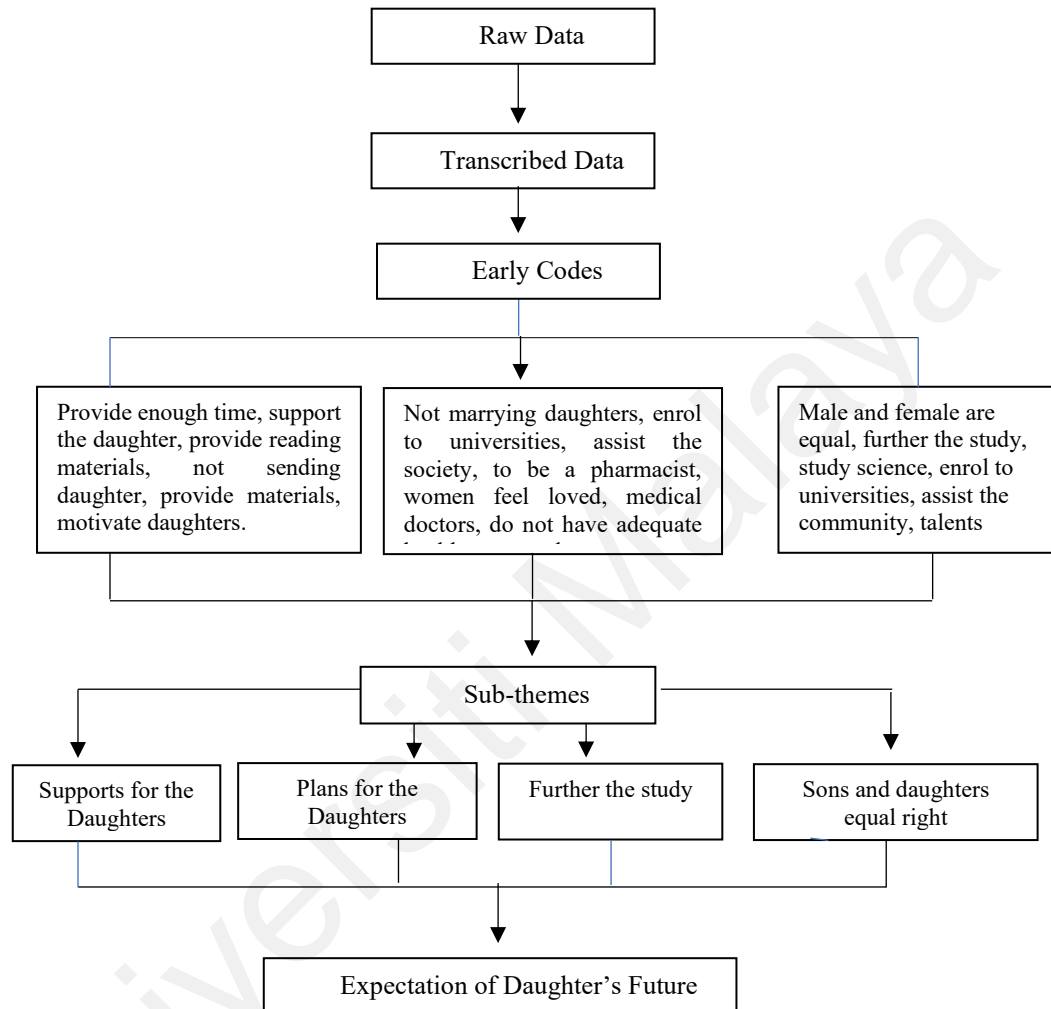 Raw Data
Transcribed Data
Early Codes
Provide enough time, support
the daughter, provide reading
materials, not sending
daughter, provide materials,
motivate daughters.
Not marrying daughters, enrol
to universities, assist the
society, to be a pharmacist,
women feel loved, medical
doctors, do not have adequate
Male and female are
equal, further the study,
study science, enrol to
universities, assist the
community, talents
Sub-themes
Supports for the
Daughters
Plans for the
Daughters
Further the study
Sons and daughters
equal right
Expectation of Daughter’s Future
versiti Malaya